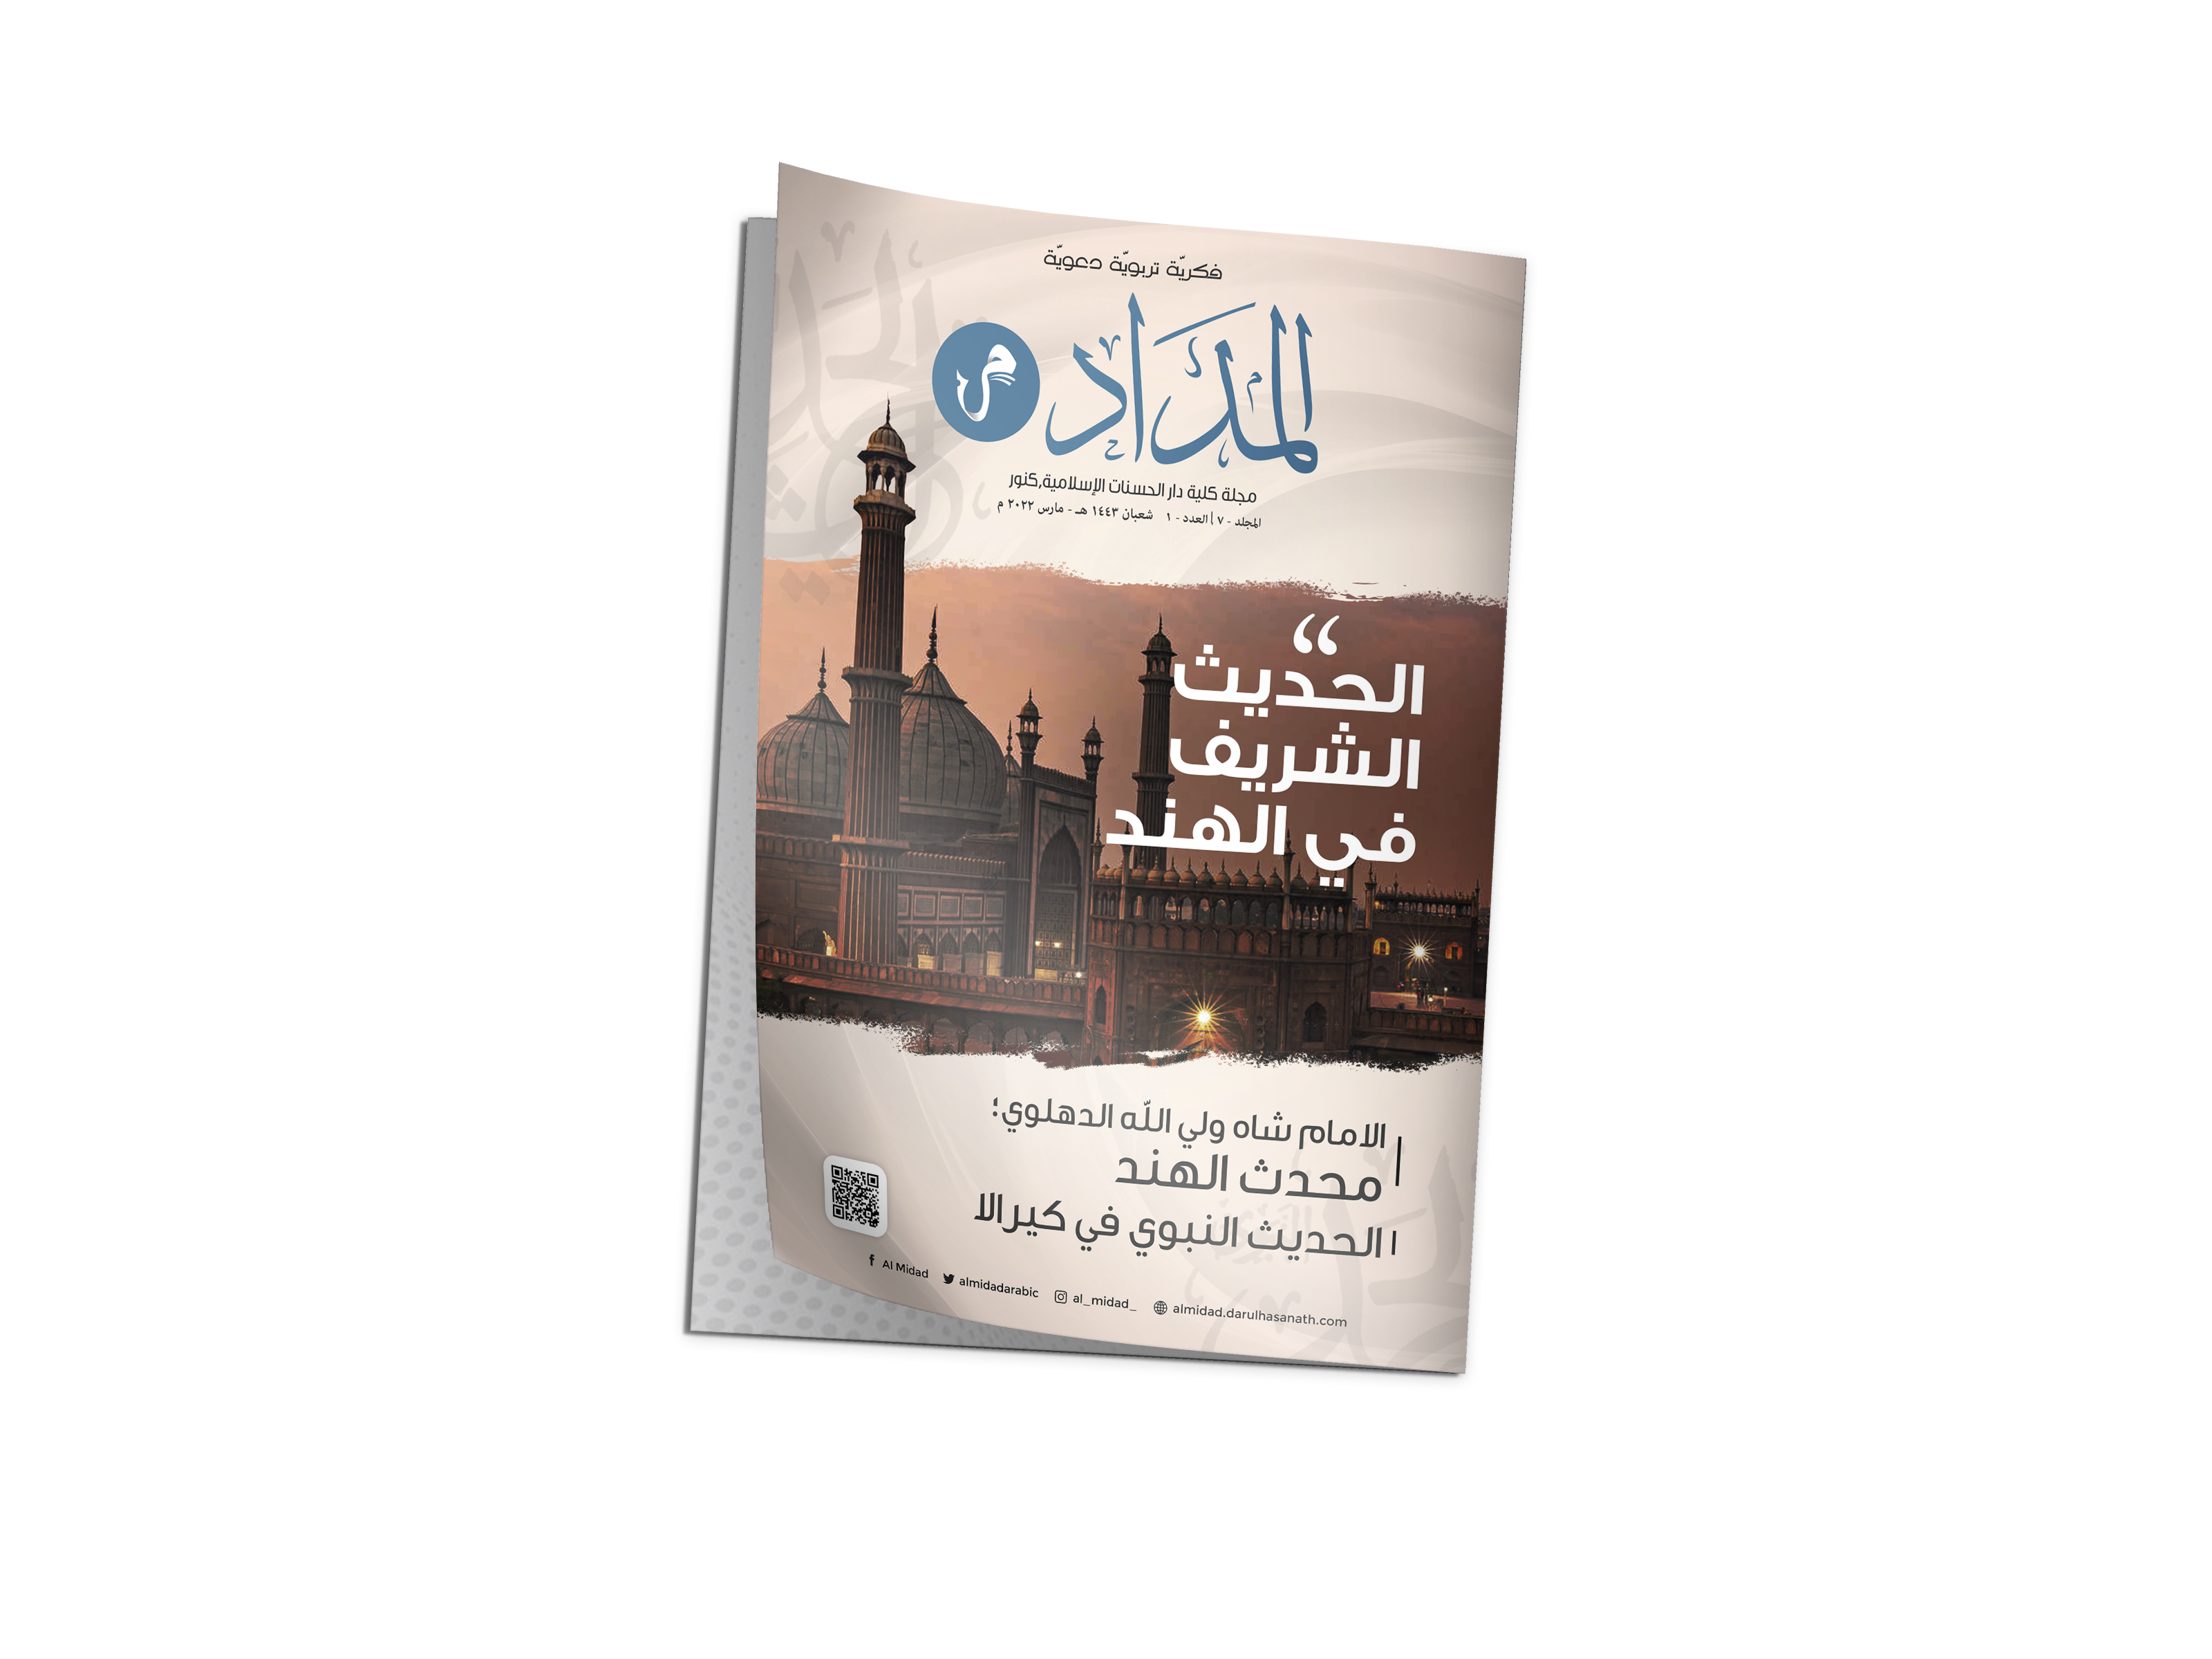 فكريّة تربويّة دعويّة
المداد
مجلة كلية دار الحسنات الإسلامية,كنور
المجلد - ٧ | العدد - ١ شعبان ١٤٤٣ هـ - مارس ٢٠٢٢ م
“
الحديث
الشريف
في الهند
الامام شاه ولي الله الدهلوي؛
محدث الهند
الحديث النبوي في كيرالا
Al Midad almidadarabic al_midad_ almidad.darulhasanath.com